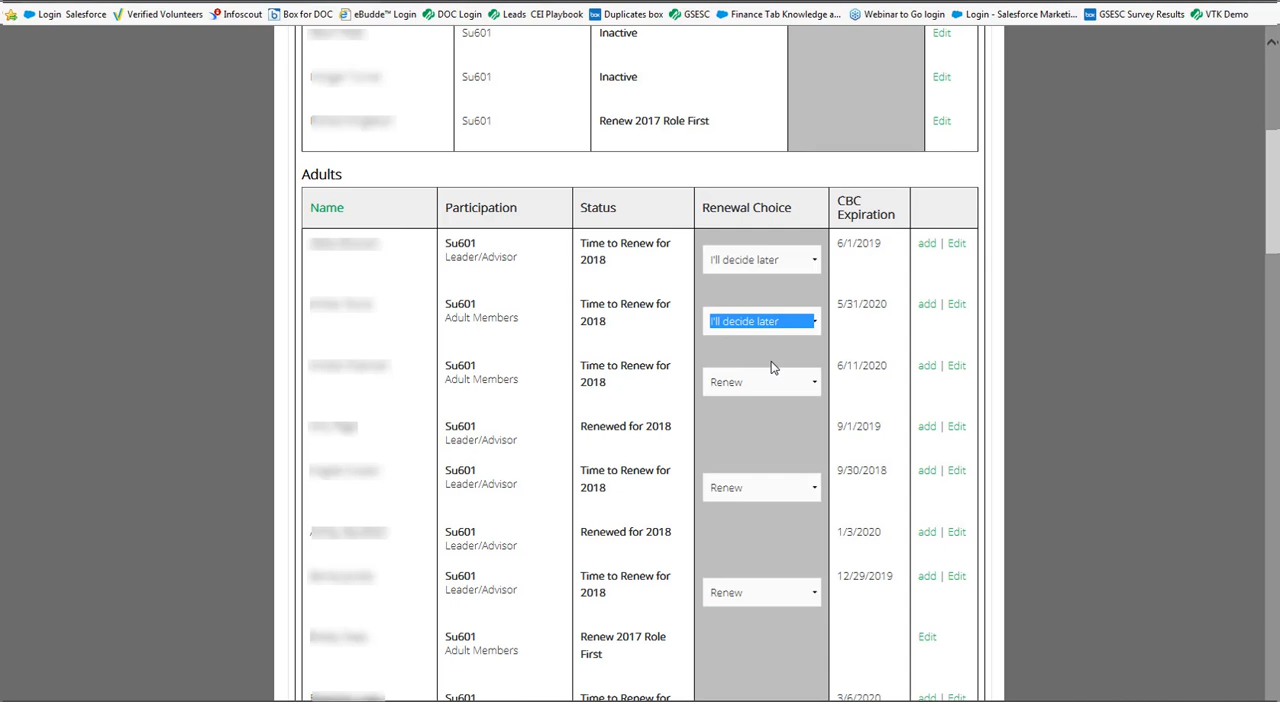 Login Salesforce Verified Volunteers Infoscout Box for DOC eBudde™ Login DOC Login Leads CEI Playbook Duplicates box GSESC Finance Tab Knowledge a... Webinar to Go login Login - Salesforce Marketi... GSESC Survey Results VTK Demo
Su601 Inactive Edit
Su601 Inactive Edit
Su601 Renew 2017 Role First Edit
Adults
Name Participation Status Renewal Choice CBC
Expiration
Su601 Time to Renew for 6/1/2019 add | Edit
Leader/Advisor 2018 I'll decide later
Su601 Time to Renew for 5/31/2020 add | Edit
Adult Members 2018 I'll decide later
Su601 Time to Renew for 6/11/2020 add | Edit
Adult Members 2018 Renew
Su601 Renewed for 2018 9/1/2019 add | Edit
Leader/Advisor
Su601 Time to Renew for 9/30/2018 add | Edit
Leader/Advisor 2018 Renew
Su601 Renewed for 2018 1/3/2020 add | Edit
Leader/Advisor
Su601 Time to Renew for 12/29/2019 add | Edit
Leader/Advisor 2018 Renew
Su601 Renew 2017 Role Edit
Adult Members First
Su601 Time to Renew for 3/6/2020 add | Edit